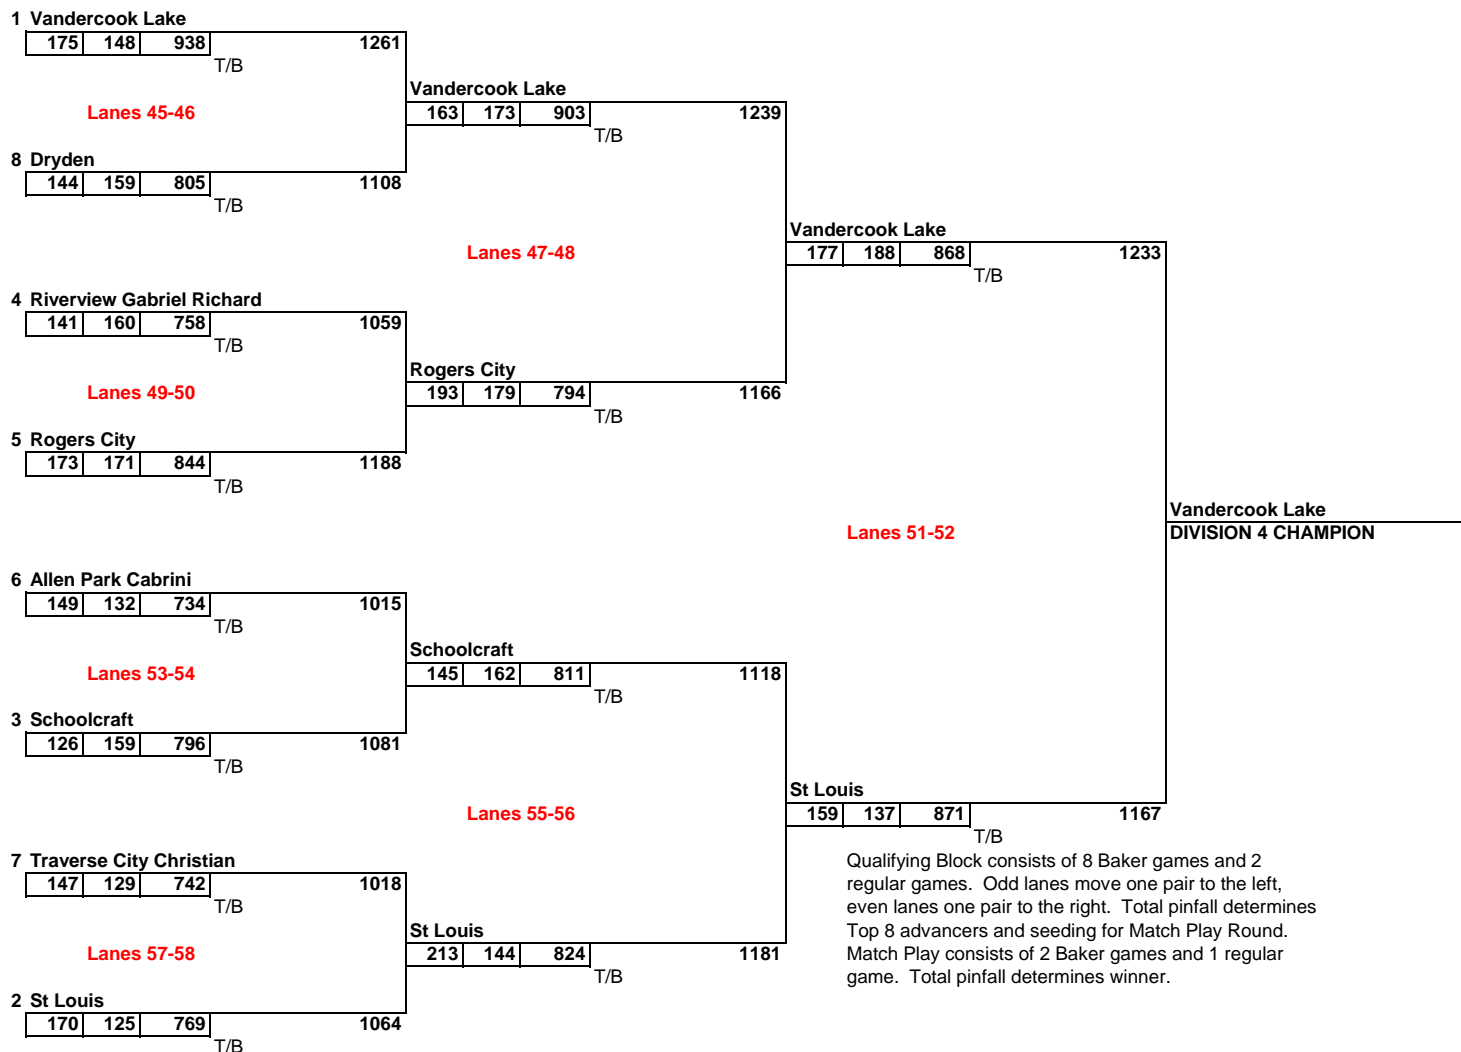 1 Vandercook Lake
175 148 938 1261
T/B
Vandercook Lake
Lanes 45-46
163 173 903 1239
T/B
8 Dryden
144 159 805 1108
T/B
Vandercook Lake
Lanes 47-48
177 188 868 1233
T/B
4 Riverview Gabriel Richard
141 160 758 1059
T/B
Rogers City
Lanes 49-50
193 179 794 1166
T/B
5 Rogers City
173 171 844 1188
T/B
Vandercook Lake
Lanes 51-52
DIVISION 4 CHAMPION
6 Allen Park Cabrini
149 132 734 1015
T/B
Schoolcraft
Lanes 53-54
145 162 811 1118
T/B
3 Schoolcraft
126 159 796 1081
T/B
St Louis
Lanes 55-56
159 137 871 1167
T/B
7 Traverse City Christian
147 129 742 1018
T/B
St Louis
Lanes 57-58
213 144 824 1181
T/B
2 St Louis
170 125 769 1064
T/B
Qualifying Block consists of 8 Baker games and 2
regular games. Odd lanes move one pair to the left,
even lanes one pair to the right. Total pinfall determines
Top 8 advancers and seeding for Match Play Round.
Match Play consists of 2 Baker games and 1 regular
game. Total pinfall determines winner.